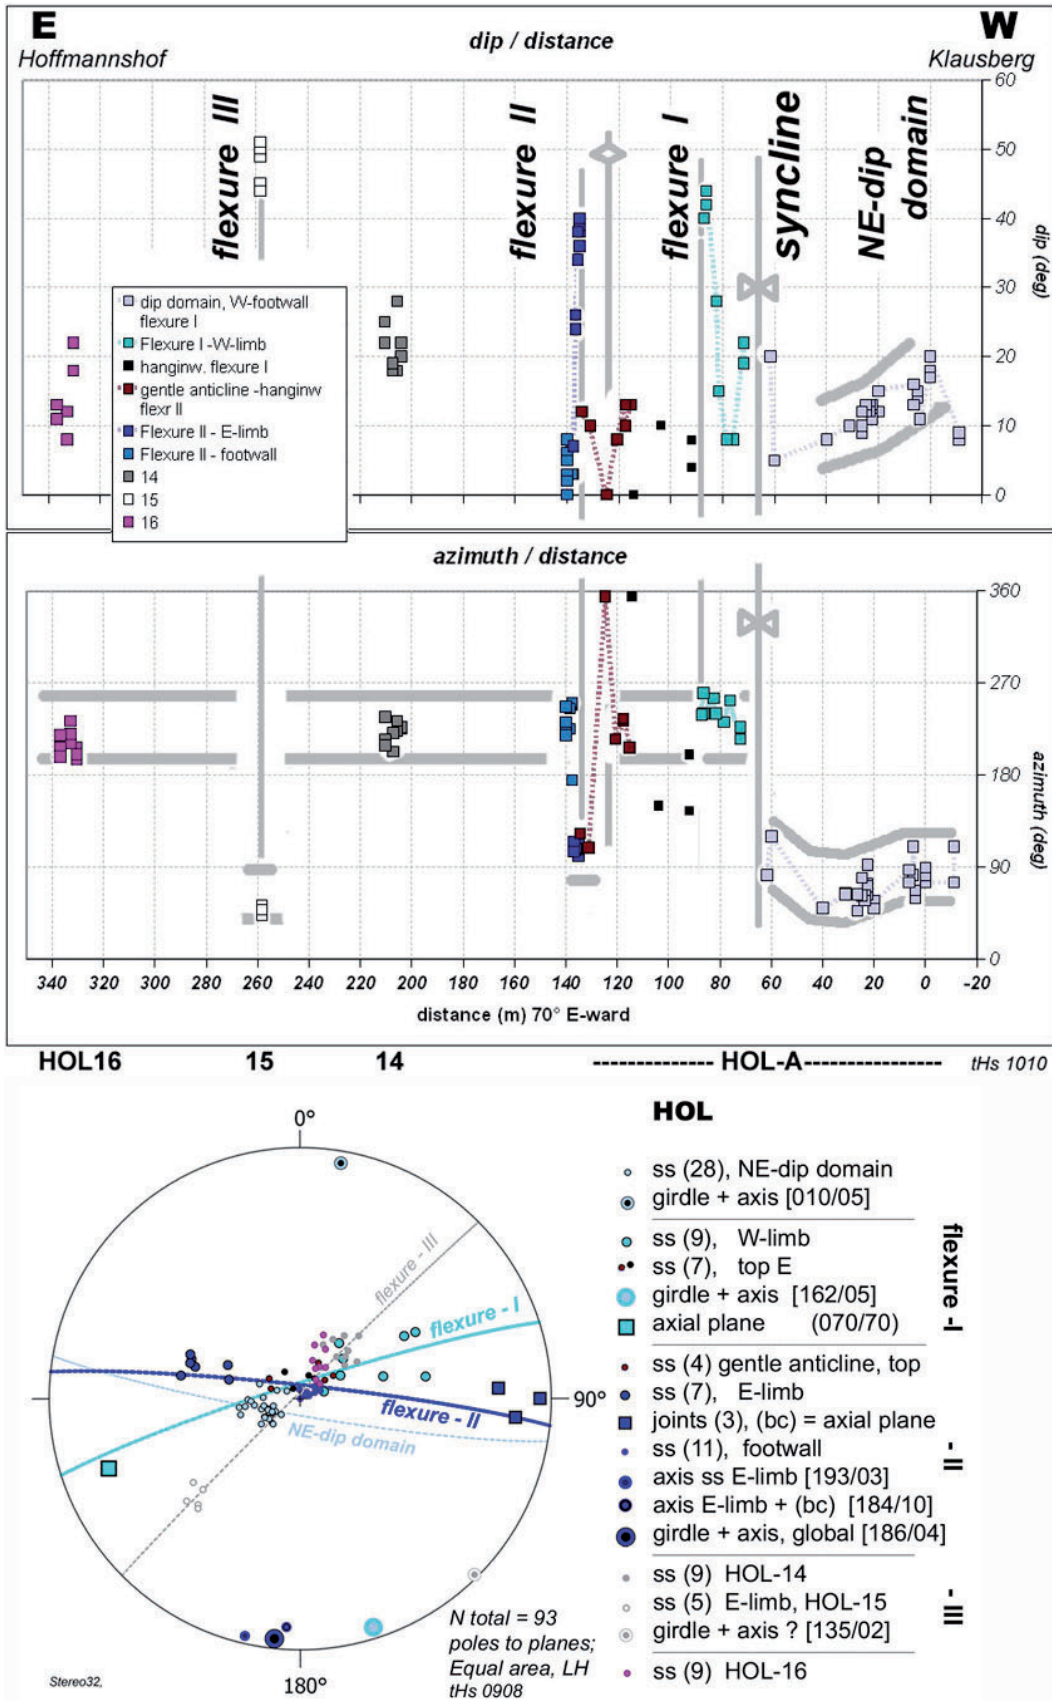 E
W
Hoffmannshof
dip / distance
Klausberg
flexure III
flexure II
flexure I
syncline
NE-dip
domain
60
50
40
30
20
10
0
dip (deg)
dip domain, W-footwall
flexure I
Flexure I -W-limb
hanginw. flexure I
gentle anticline -hanginw
flexr II
Flexure II - E-limb
Flexure II - footwall
14
15
16
azimuth / distance
360
270
180
90
0
azimuth (deg)
340 320 300 280 260 240 220 200 180 160 140 120 100 80 60 40 20 0 -20
distance (m) 70° E-ward
HOL16 15 14 ---------- HOL-A ----------- tHs 1010
0°
90°
180°
flexure - III
flexure - I
flexure - II
NE-dip domain
N total = 93
poles to planes;
Equal area, LH
tHs 0908
Stereo32,
HOL
ss (28), NE-dip domain
girdle + axis [010/05]
ss (9), W-limb
ss (7), top E
girdle + axis [162/05]
axial plane (070/70)
flexure -I
ss (4) gentle anticline, top
ss (7), E-limb
joints (3), (bc) = axial plane
ss (11), footwall
axis ss E-limb [193/03]
axis E-limb + (bc) [184/10]
girdle + axis, global [186/04]
- II
ss (9) HOL-14
ss (5) E-limb, HOL-15
girdle + axis ? [135/02]
- III
ss (9) HOL-16